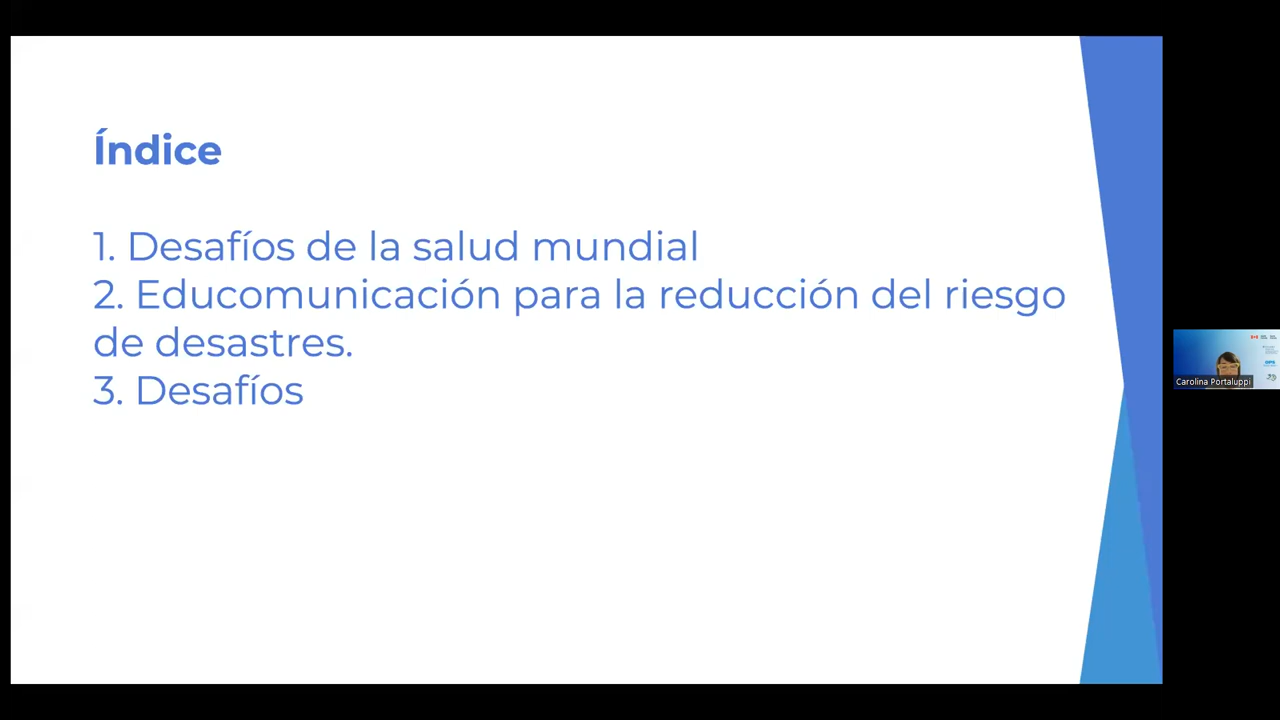 Índice
1. Desafíos de la salud mundial
2. Educomunicación para la reducción del riesgo
de desastres.
3. Desafíos
Carolina Portaluppi